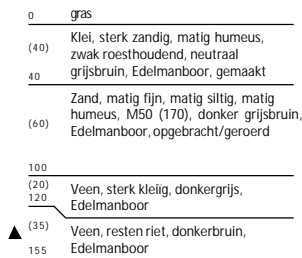 0 gras
(40) Klei, sterk zandig, matig humeus,
zwak roesthoudend, neutraal
40 grijsbruin, Edelmanboor, gemaakt
Zand, matig fijn, matig siltig, matig
(60) humeus, M50 (170), donker grijsbruin,
Edelmanboor, opgebracht/geroerd
100
(20) Veen, sterk kleiïg, donkergrijs,
120 Edelmanboor
(35) Veen, resten riet, donkerbruin,
155 Edelmanboor